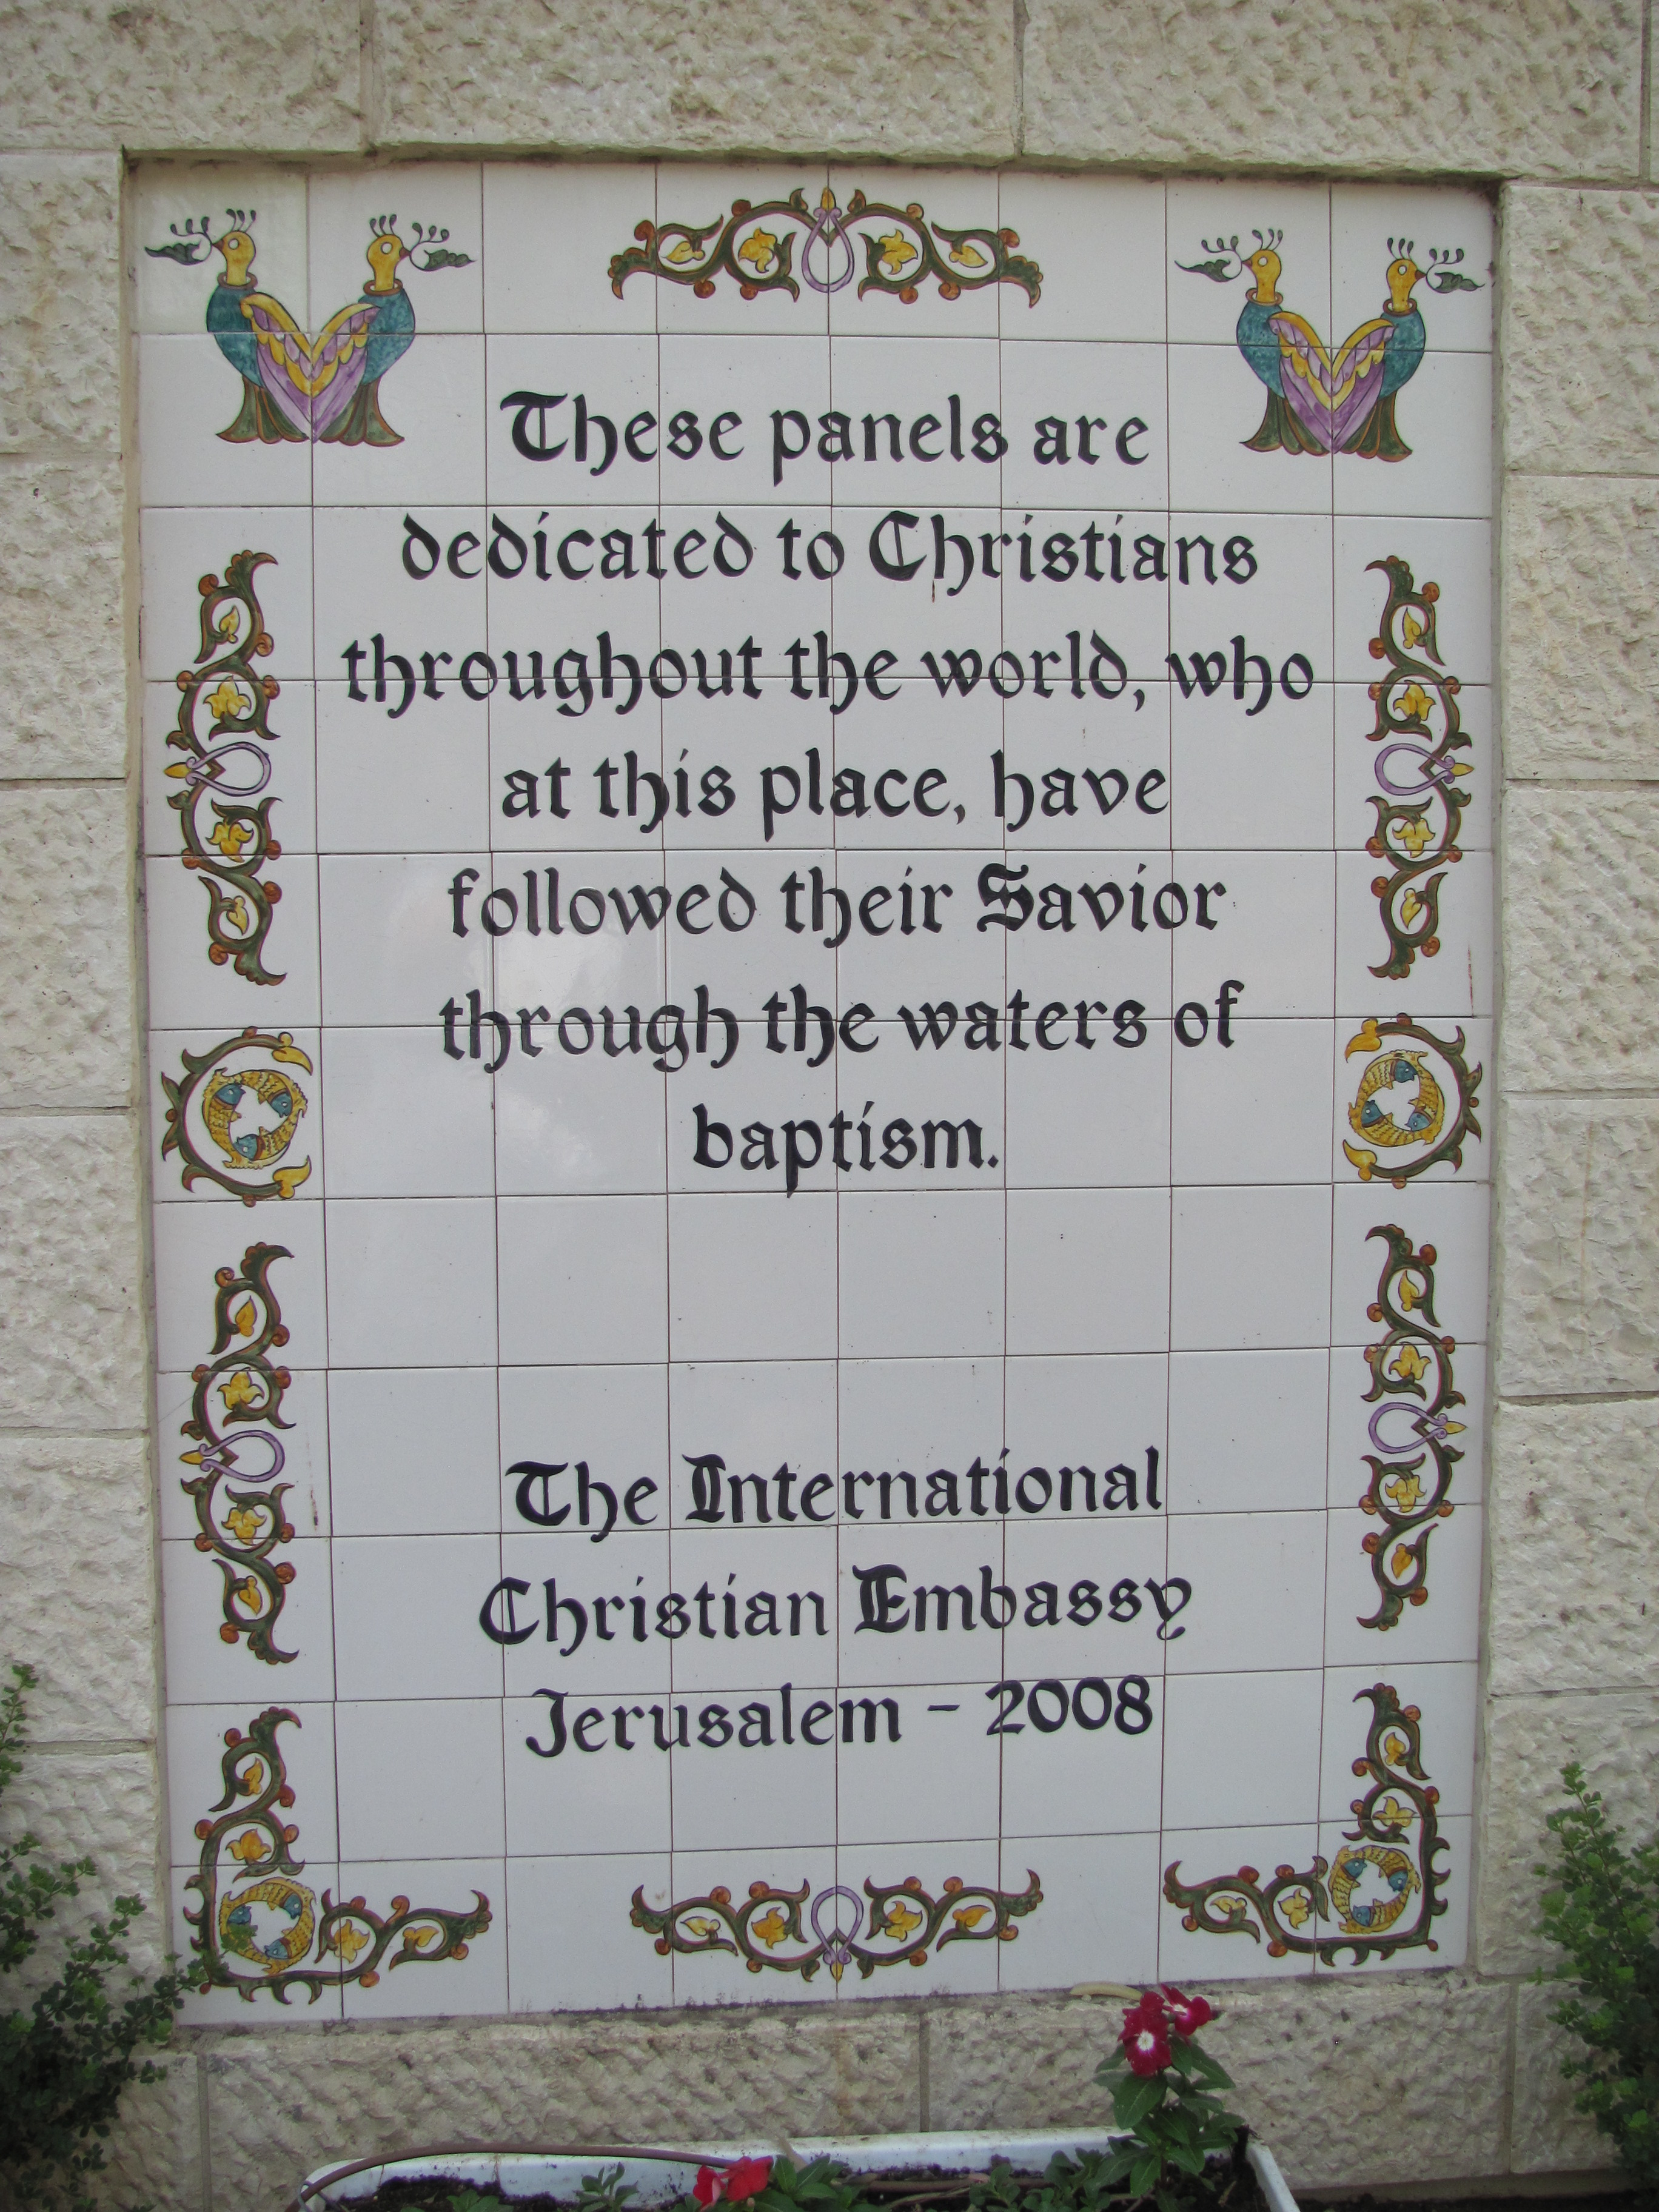 These panels are
dedicated to Christians
throughout the world, who
at this place, have
followed their Savior
through the waters of
baptism.
The International
Christian Embassy
Jerusalem - 2008